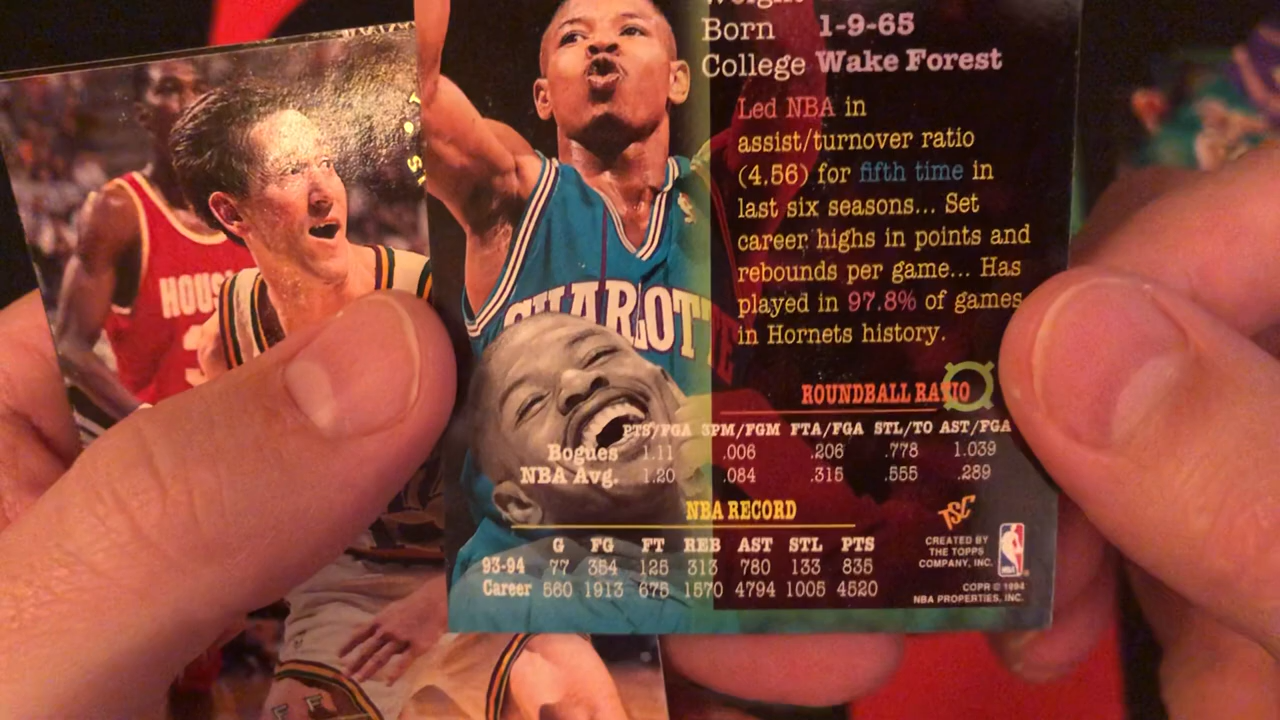 Weight
Born 1-9-65
College Wake Forest
Led NBA in
assist/turnover ratio
(4.56) for fifth time in
last six seasons... Set
career highs in points and
rebounds per game... Has
played in 97.8% of games
in Hornets history.
ROUNDBALL RATIO
PTS/FGA 3PM/FGM FTA/FGA STL/TO AST/FGA
Bogues 1.11 .006 .206 .778 1.039
NBA Avg. 1.20 .084 .315 .555 .289
NBA RECORD
G FG FT REB AST STL PTS
93-94 77 354 125 313 780 133 835
Career 560 1913 675 1570 4794 1005 4520
TSC
CREATED BY
THE TOPPS
COMPANY, INC.
NBA
COPR © 1994
NBA PROPERTIES, INC.
CHARLOT
HOUS
3